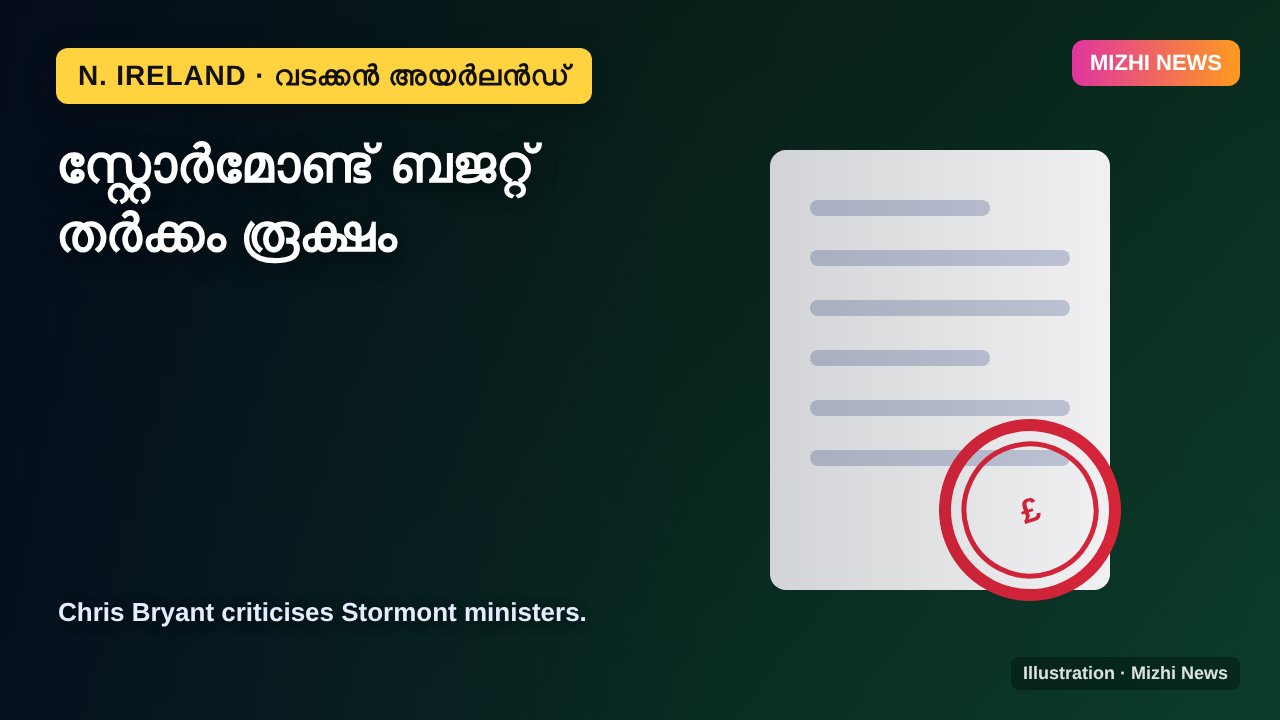 N. IRELAND · വടക്കൻ അയർലൻഡ്
MIZHI NEWS
സ്റ്റോർമോണ്ട് ബജറ്റ്
തർക്കം രൂക്ഷം
£
Chris Bryant criticises Stormont ministers.
Illustration · Mizhi News